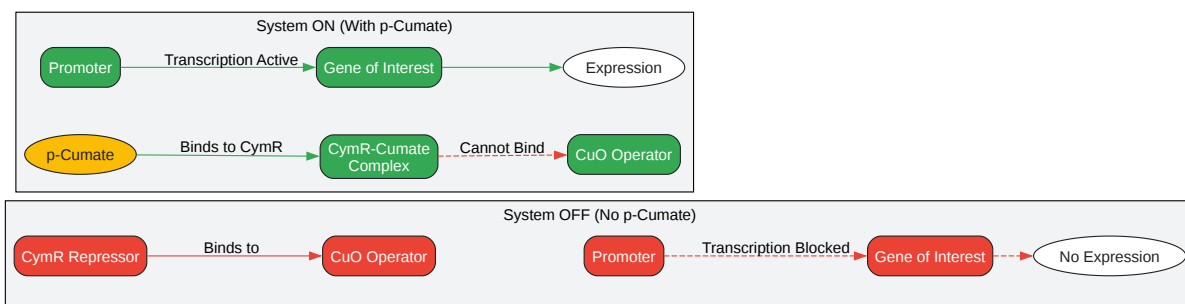 System ON (With p-Cumate)
Promoter
Transcription Active
Gene of Interest
Expression
p-Cumate
Binds to CymR
CymR-Cumate
Complex
Cannot Bind
CuO Operator
System OFF (No p-Cumate)
CymR Repressor
Binds to
CuO Operator
Promoter
Transcription Blocked
Gene of Interest
No Expression